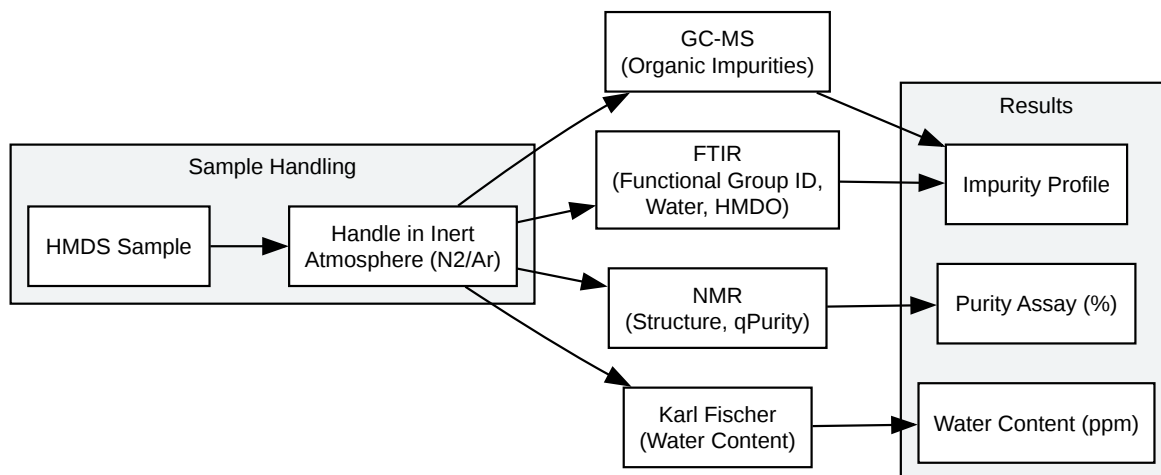 Sample Handling
HMDS Sample
Handle in Inert
Atmosphere (N2/Ar)
GC-MS
(Organic Impurities)
FTIR
(Functional Group ID,
Water, HMDO)
NMR
(Structure, qPurity)
Karl Fischer
(Water Content)
Results
Impurity Profile
Purity Assay (%)
Water Content (ppm)